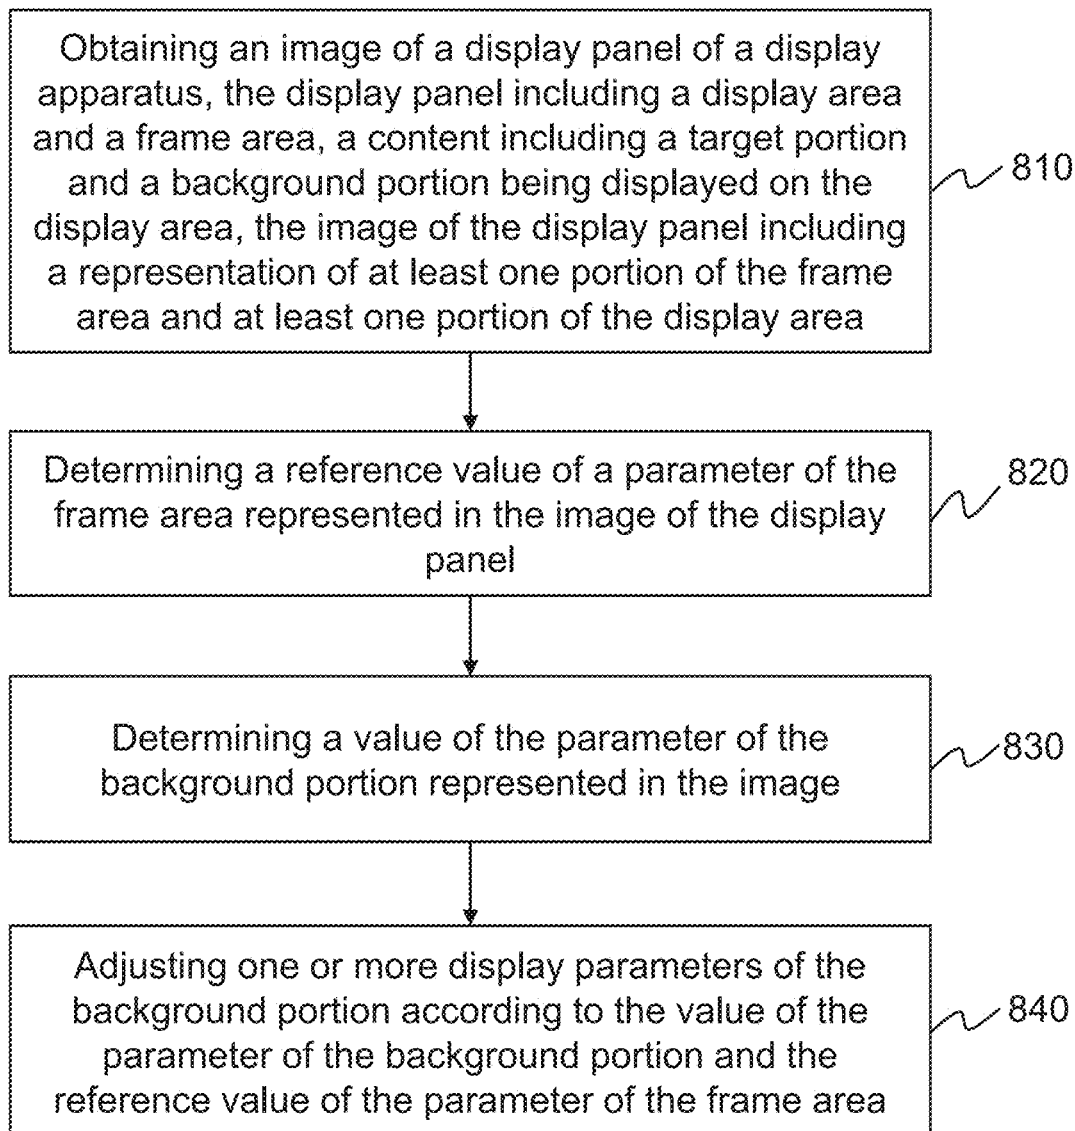 Obtaining an image of a display panel of a display
apparatus, the display panel including a display area
and a frame area, a content including a target portion
and a background portion being displayed on the
display area, the image of the display panel including
a representation of at least one portion of the frame
area and at least one portion of the display area
810
Determining a reference value of a parameter of the
frame area represented in the image of the display
panel
820
Determining a value of the parameter of the
background portion represented in the image
830
Adjusting one or more display parameters of the
background portion according to the value of the
parameter of the background portion and the
reference value of the parameter of the frame area
840